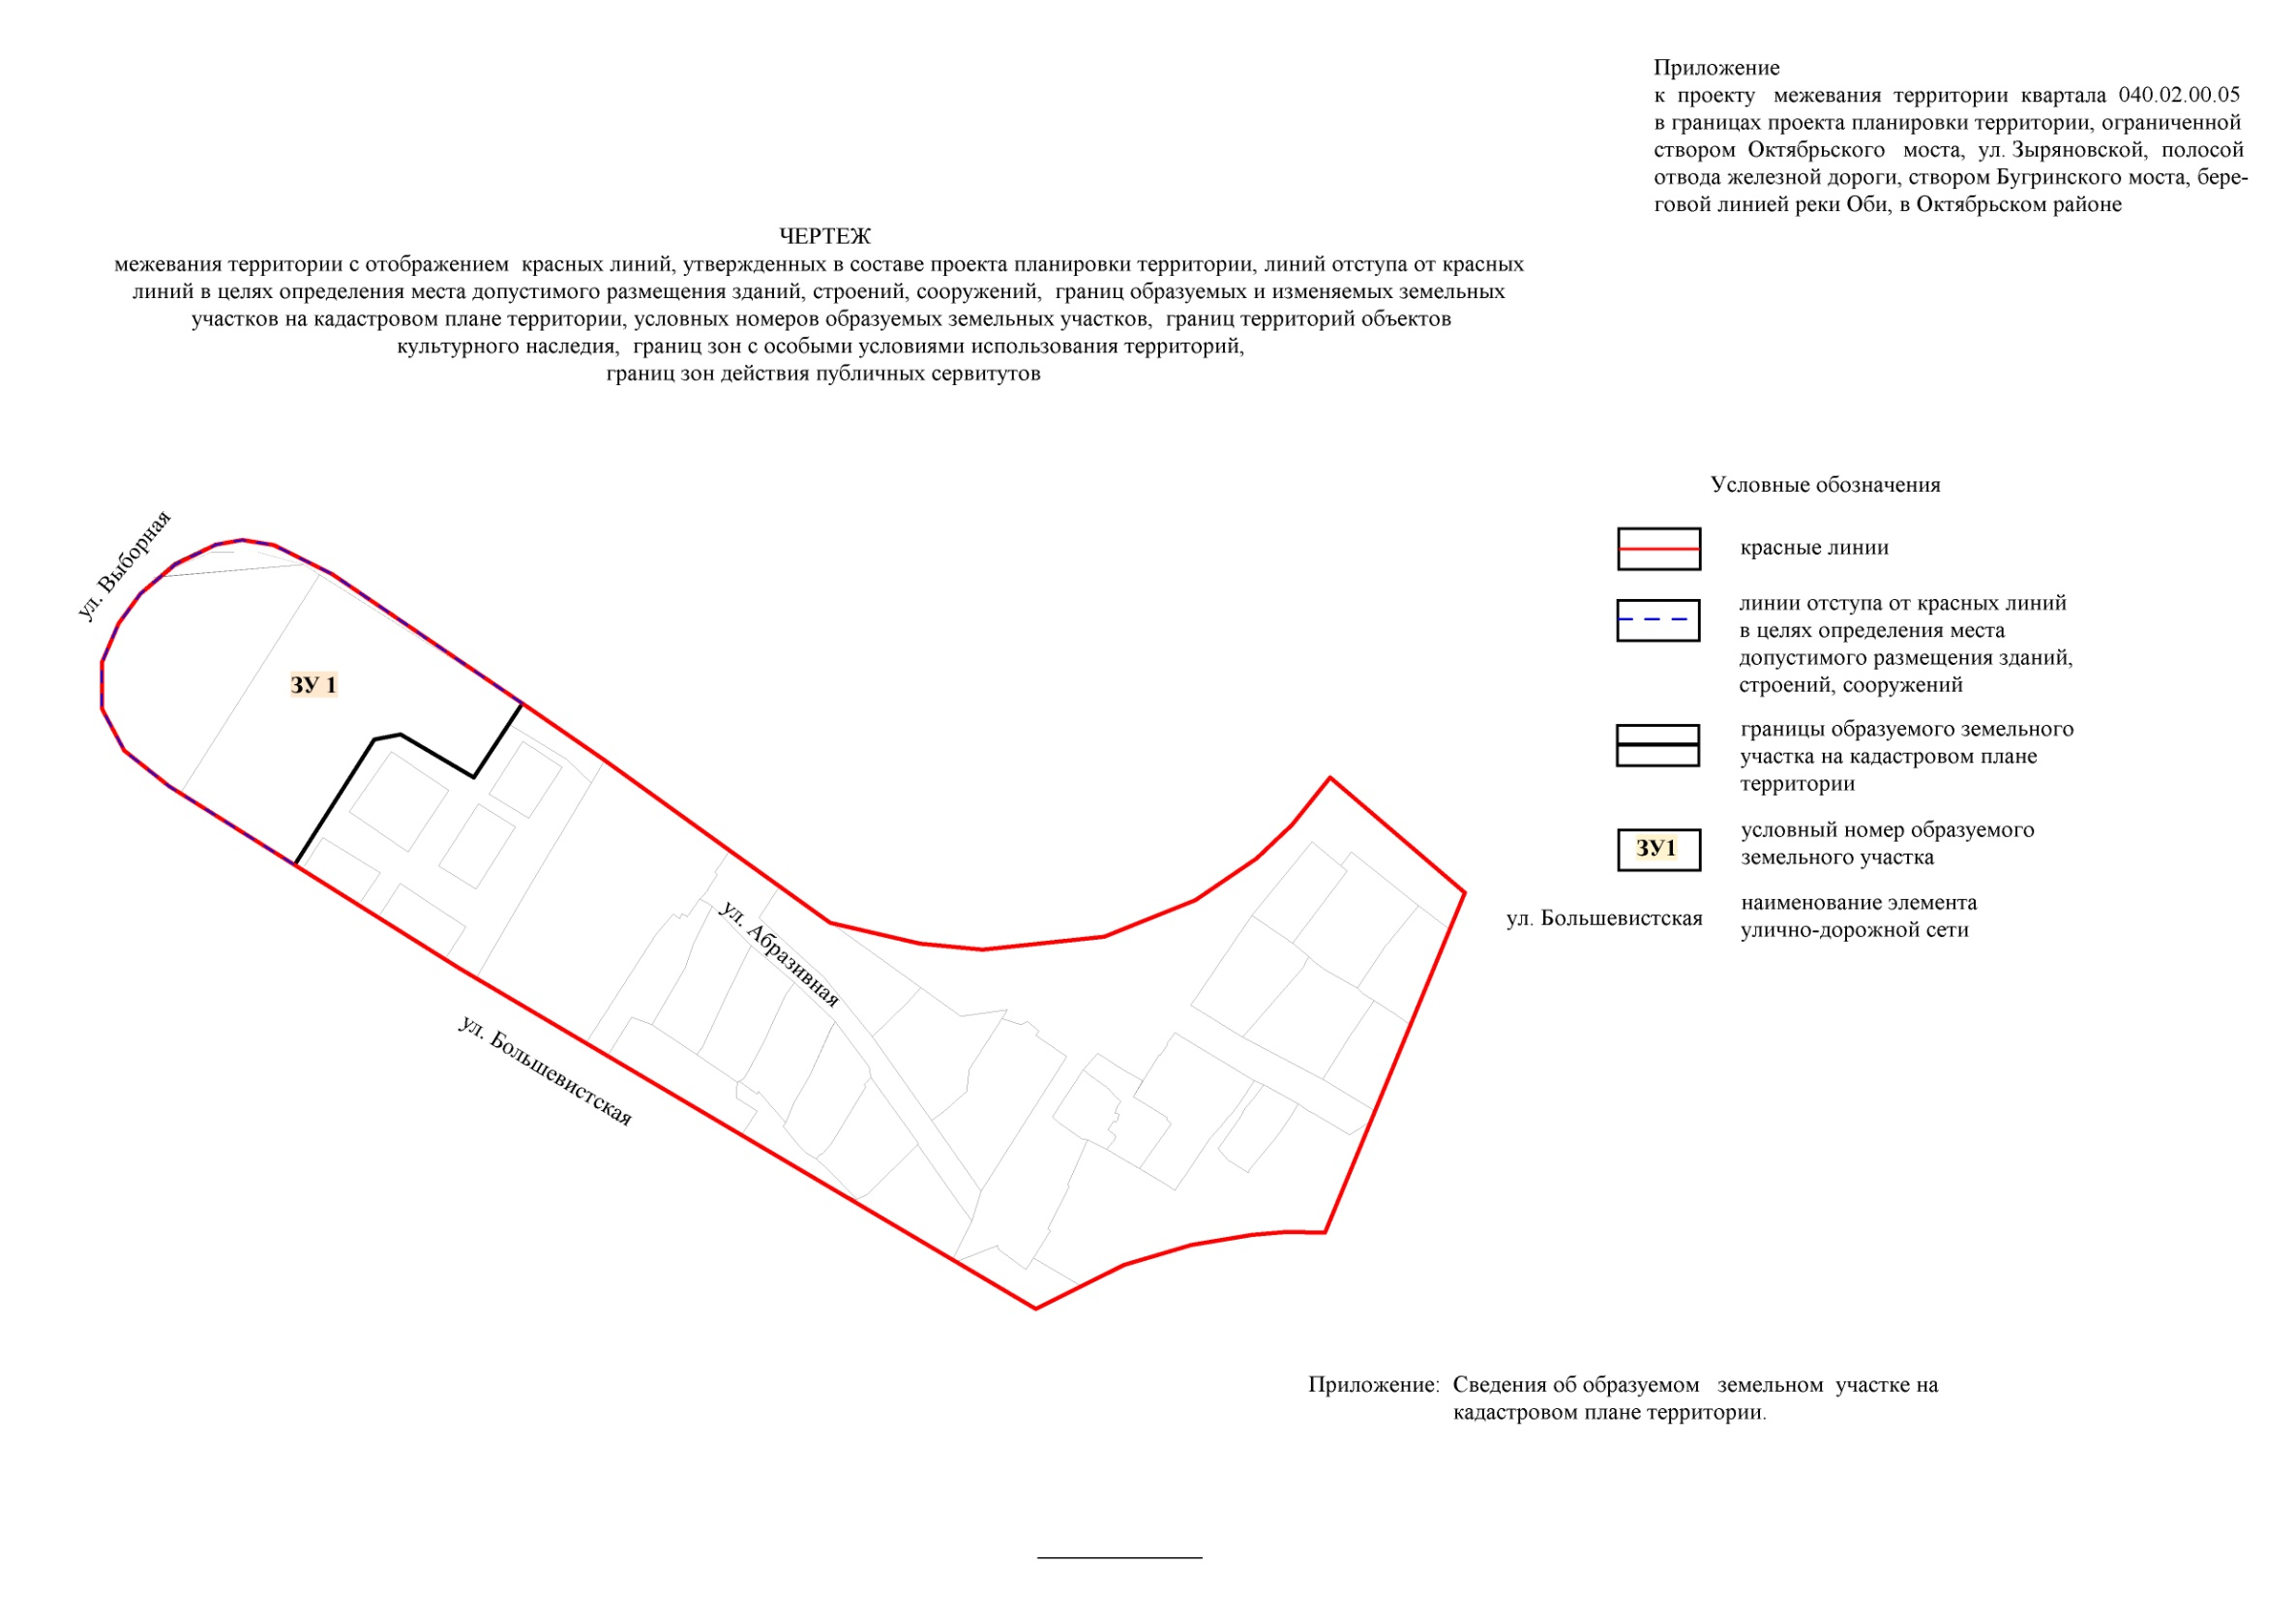 Приложение
к проекту межевания территории квартала 040.02.00.05
в границах проекта планировки территории, ограниченной
створом Октябрьского моста, ул. Зыряновской, полосой
отвода железной дороги, створом Бугринского моста, бере-
говой линией реки Оби, в Октябрьском районе
ЧЕРТЕЖ
межевания территории с отображением красных линий, утвержденных в составе проекта планировки территории, линий отступа от красных
линий в целях определения места допустимого размещения зданий, строений, сооружений, границ образуемых и изменяемых земельных
участков на кадастровом плане территории, условных номеров образуемых земельных участков, границ территорий объектов
культурного наследия, границ зон с особыми условиями использования территорий,
границ зон действия публичных сервитутов
ул. Выборная
ЗУ 1
ул. Абразивная
ул. Большевистская
Условные обозначения
красные линии
линии отступа от красных линий
в целях определения места
допустимого размещения зданий,
строений, сооружений
границы образуемого земельного
участка на кадастровом плане
территории
ЗУ1
условный номер образуемого
земельного участка
ул. Большевистская
наименование элемента
улично-дорожной сети
Приложение: Сведения об образуемом земельном участке на
кадастровом плане территории.